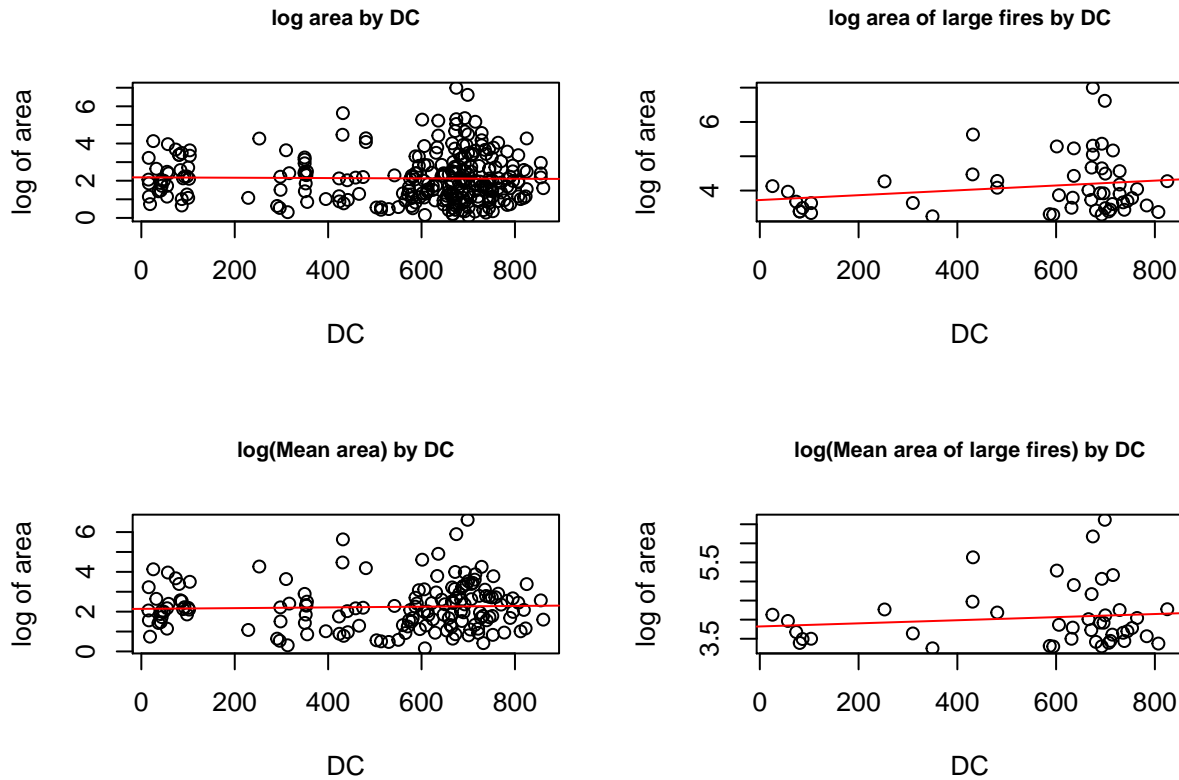 log area by DC
log of area
0 2 4 6
0 200 400 600 800
DC
log area of large fires by DC
log of area
4 6
0 200 400 600 800
DC
log(Mean area) by DC
log of area
0 2 4 6
0 200 400 600 800
DC
log(Mean area of large fires) by DC
log of area
3.5 5.5
0 200 400 600 800
DC